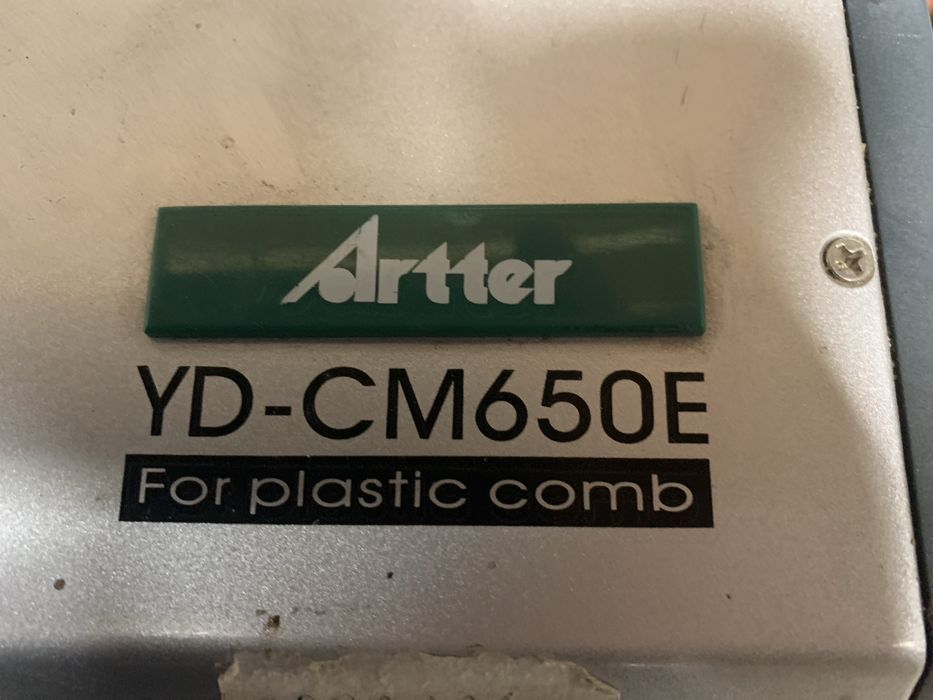 Artter
YD-CM650E
For plastic comb